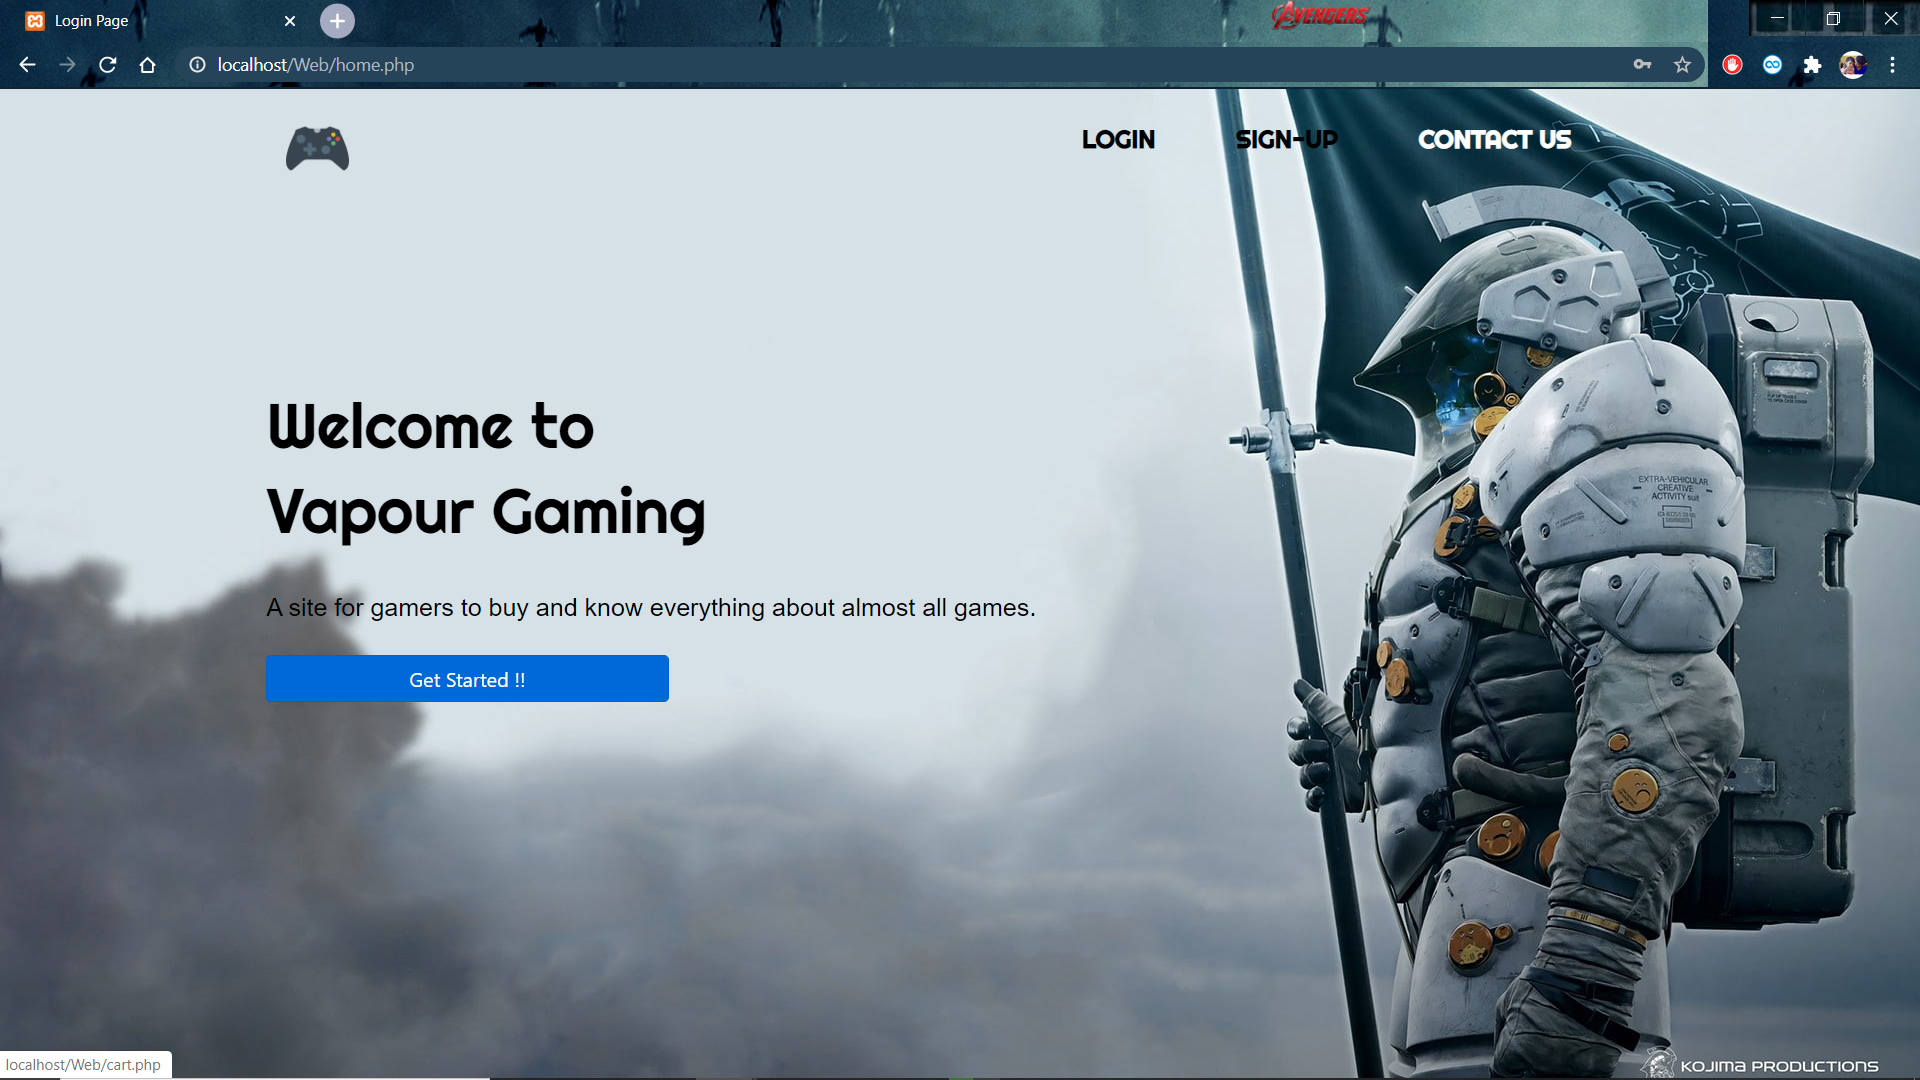 Login Page
AVENGERS
localhost/Web/home.php
LOGIN
SIGN-UP
CONTACT US
Welcome to
Vapour Gaming
A site for gamers to buy and know everything about almost all games.
Get Started !!
EXTRA-VEHICULAR
CREATIVE
ACTIVITY suit
localhost/Web/cart.php
KOJIMA PRODUCTIONS